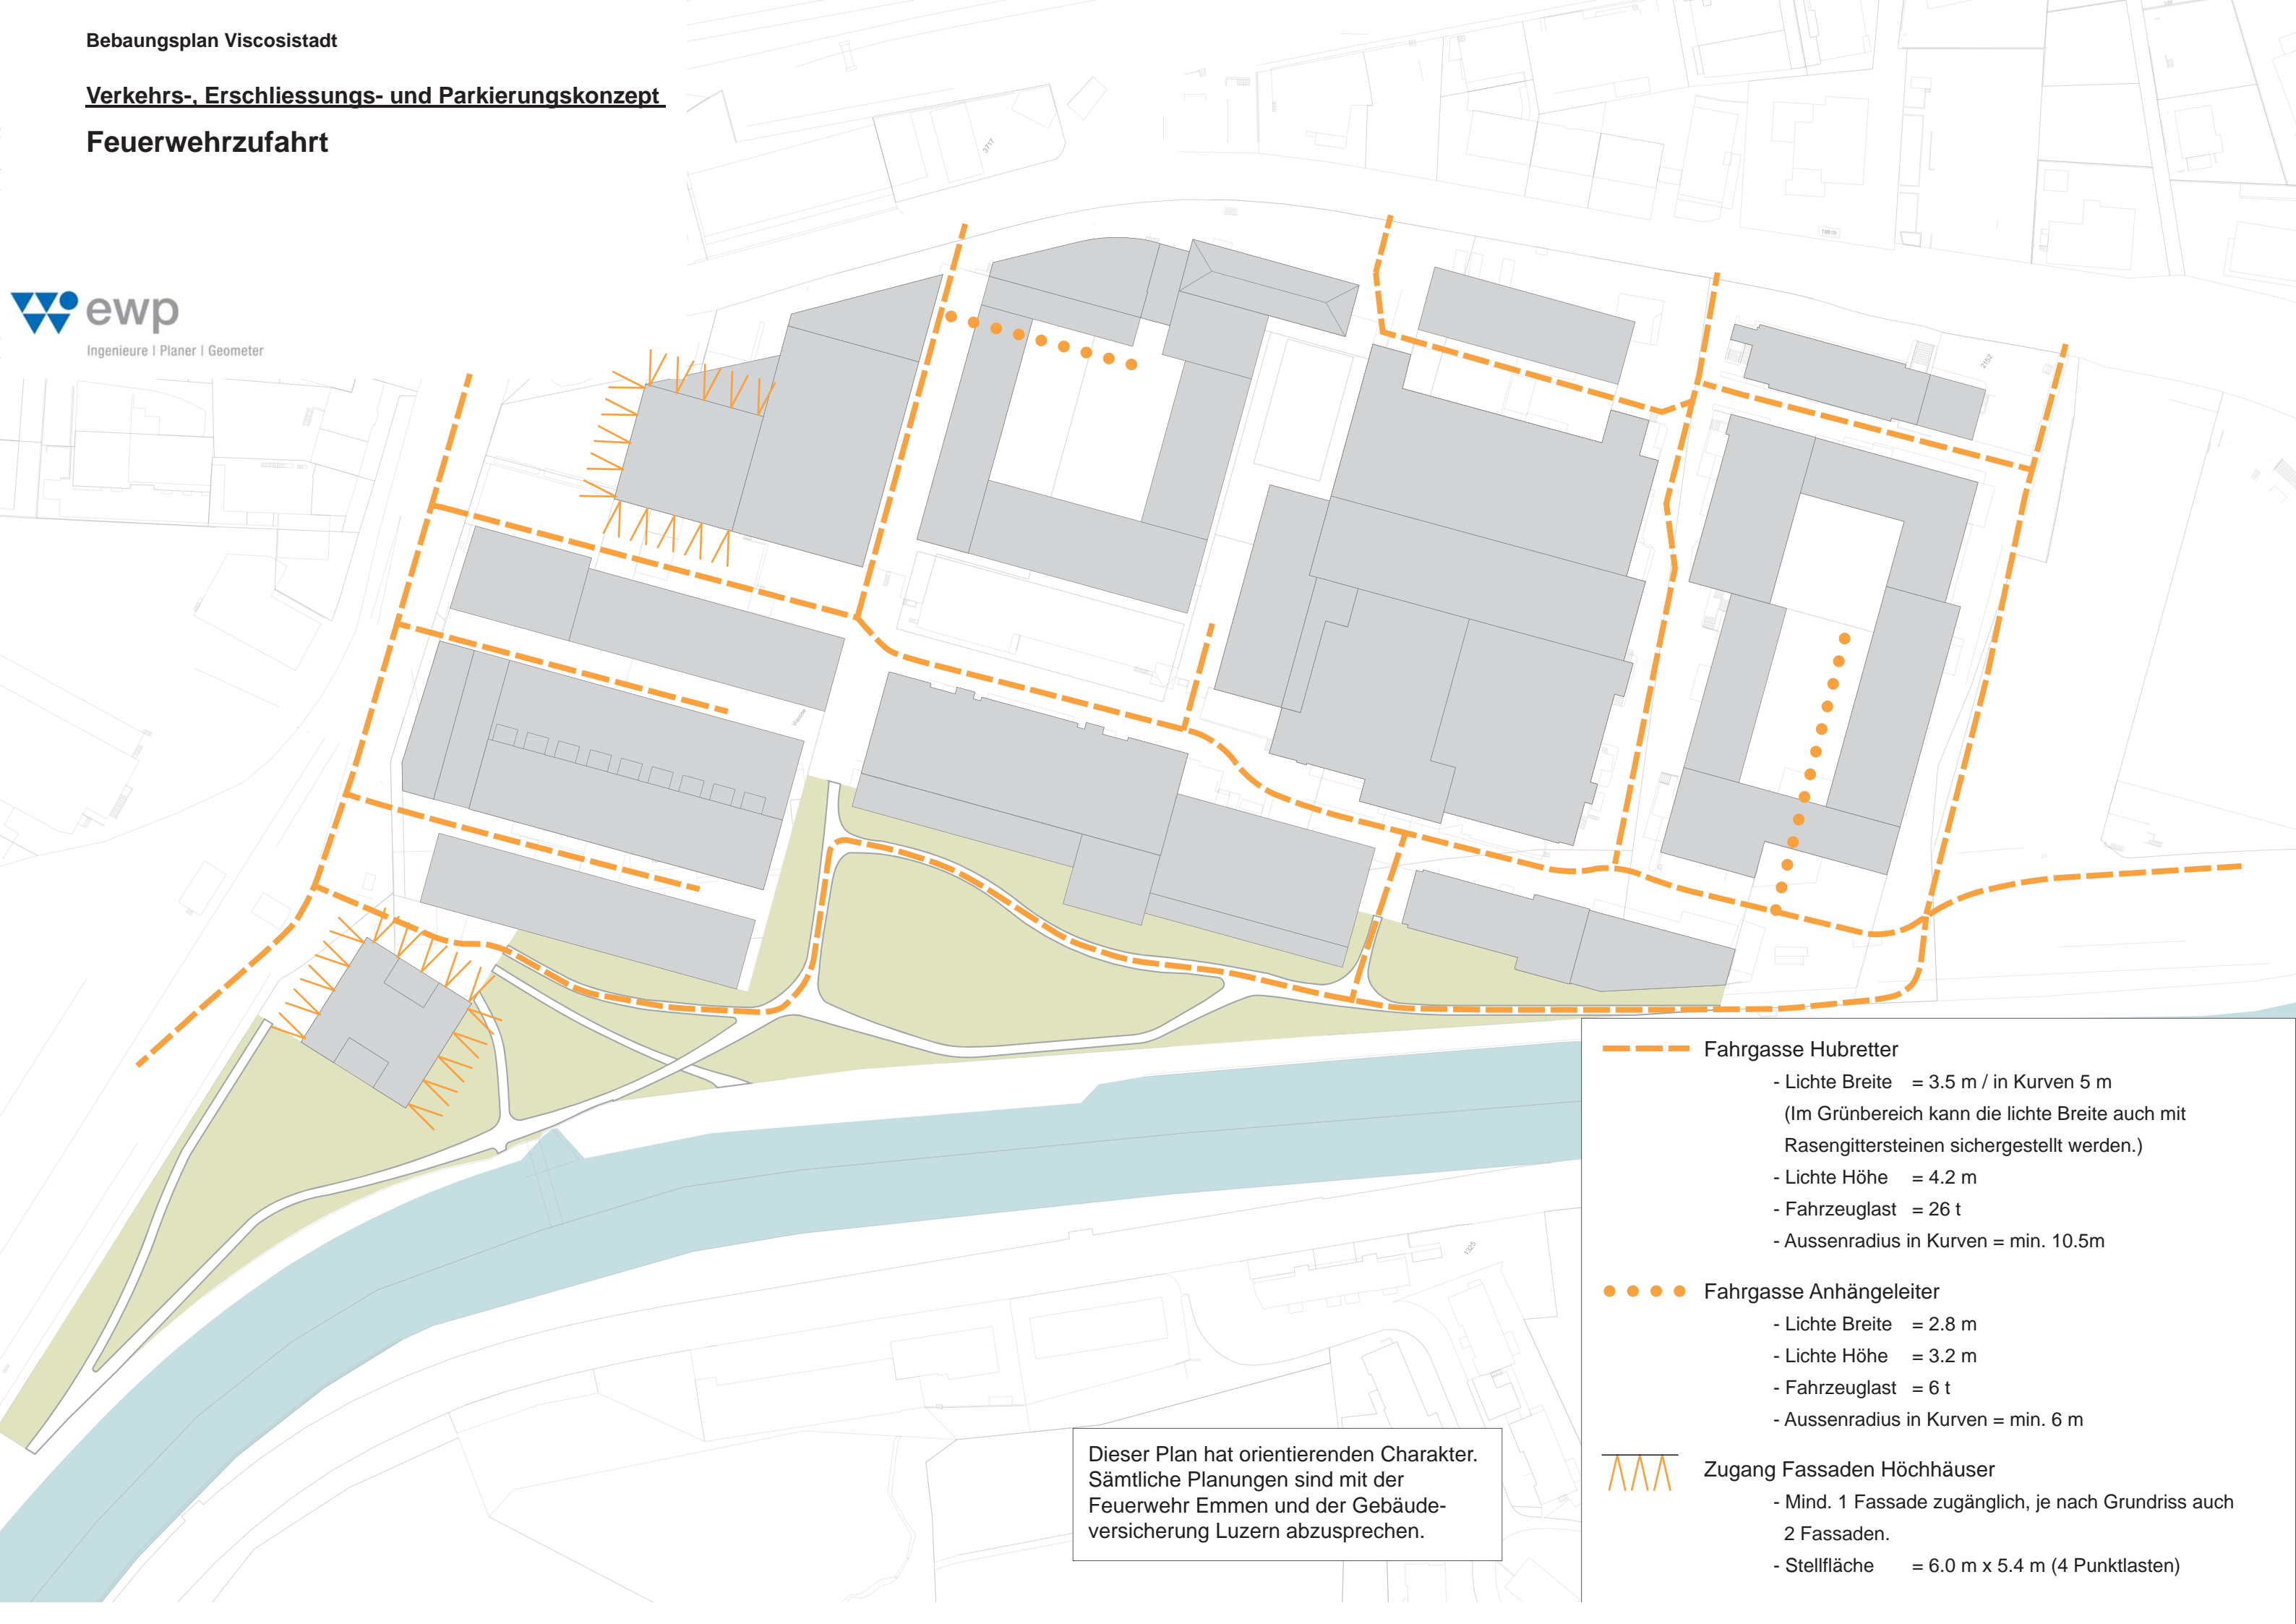 Bebaungsplan Viscosistadt
Verkehrs-, Erschliessungs- und Parkierungskonzept
Feuerwehrzufahrt
ewp
Ingenieure | Planer | Geometer
3717
2152
1325
Fahrgasse Hubretter
- Lichte Breite = 3.5 m / in Kurven 5 m
(Im Grünbereich kann die lichte Breite auch mit
Rasengittersteinen sichergestellt werden.)
- Lichte Höhe = 4.2 m
- Fahrzeuglast = 26 t
- Aussenradius in Kurven = min. 10.5m
Fahrgasse Anhängeleiter
- Lichte Breite = 2.8 m
- Lichte Höhe = 3.2 m
- Fahrzeuglast = 6 t
- Aussenradius in Kurven = min. 6 m
Zugang Fassaden Höchhäuser
- Mind. 1 Fassade zugänglich, je nach Grundriss auch
2 Fassaden.
- Stellfläche = 6.0 m x 5.4 m (4 Punktlasten)
Dieser Plan hat orientierenden Charakter.
Sämtliche Planungen sind mit der
Feuerwehr Emmen und der Gebäude-
versicherung Luzern abzusprechen.